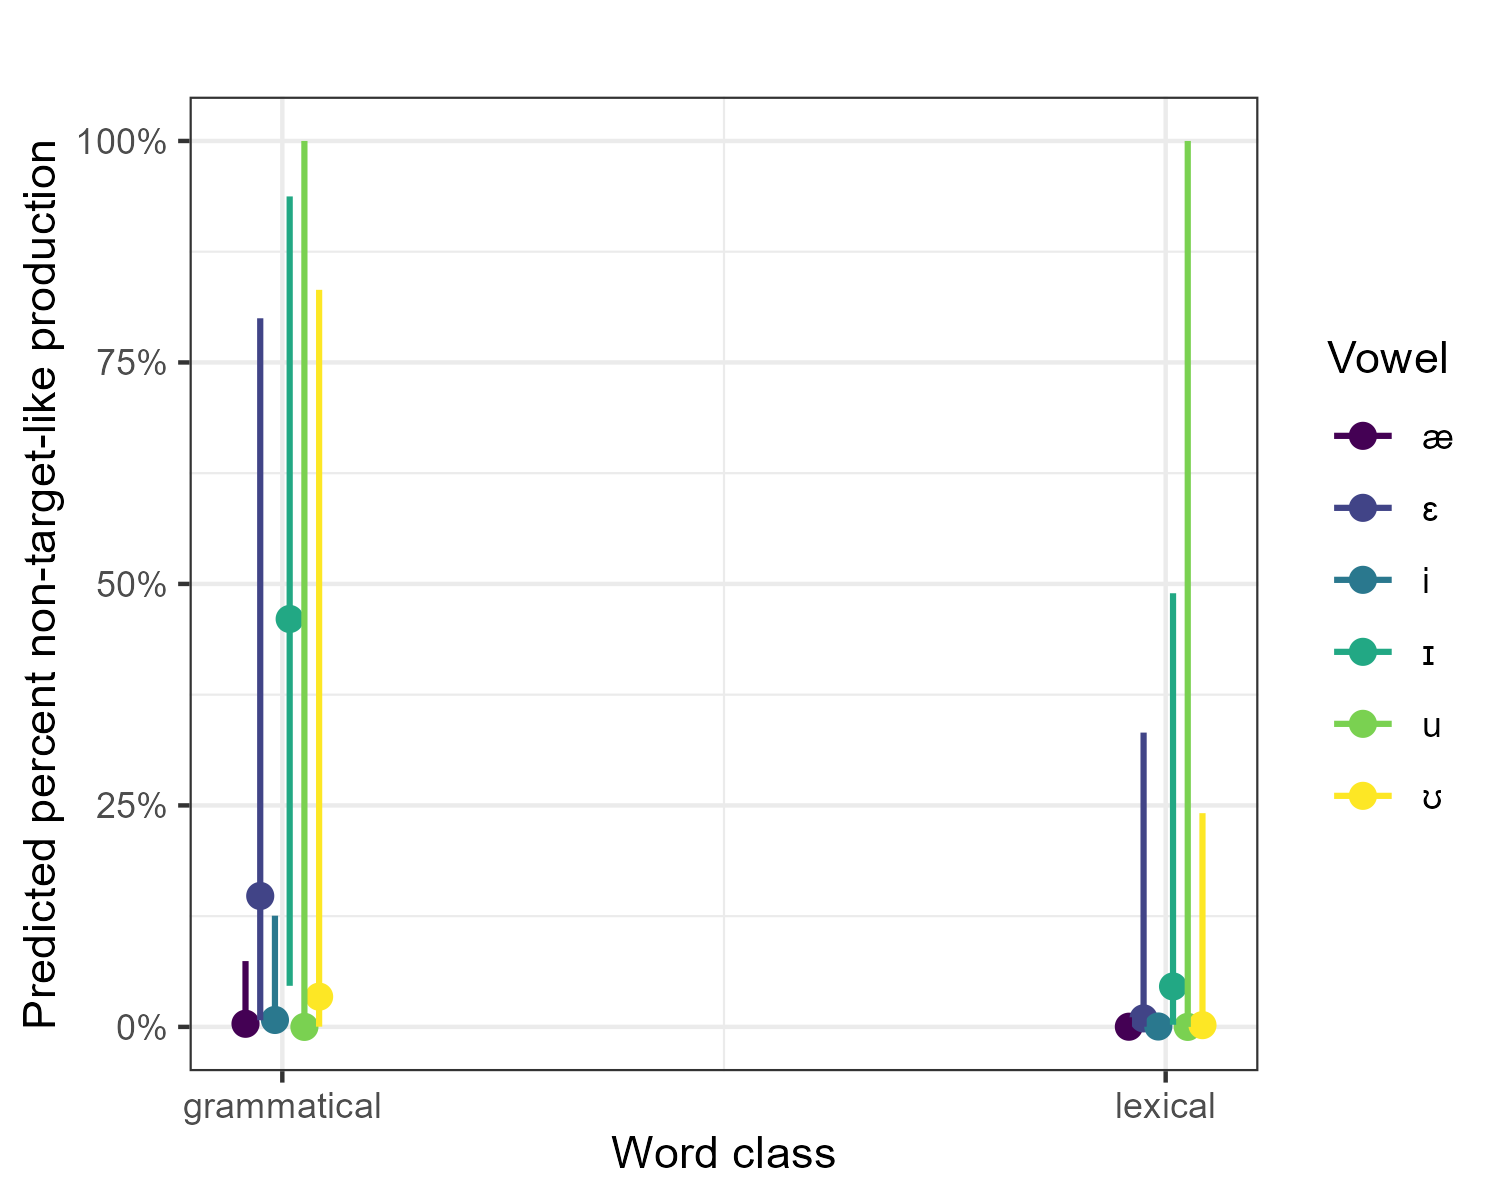 Predicted percent non-target-like production
100%
75%
50%
25%
0%
grammatical
lexical
Word class
Vowel
æ
ɛ
i
ɪ
u
ʊ